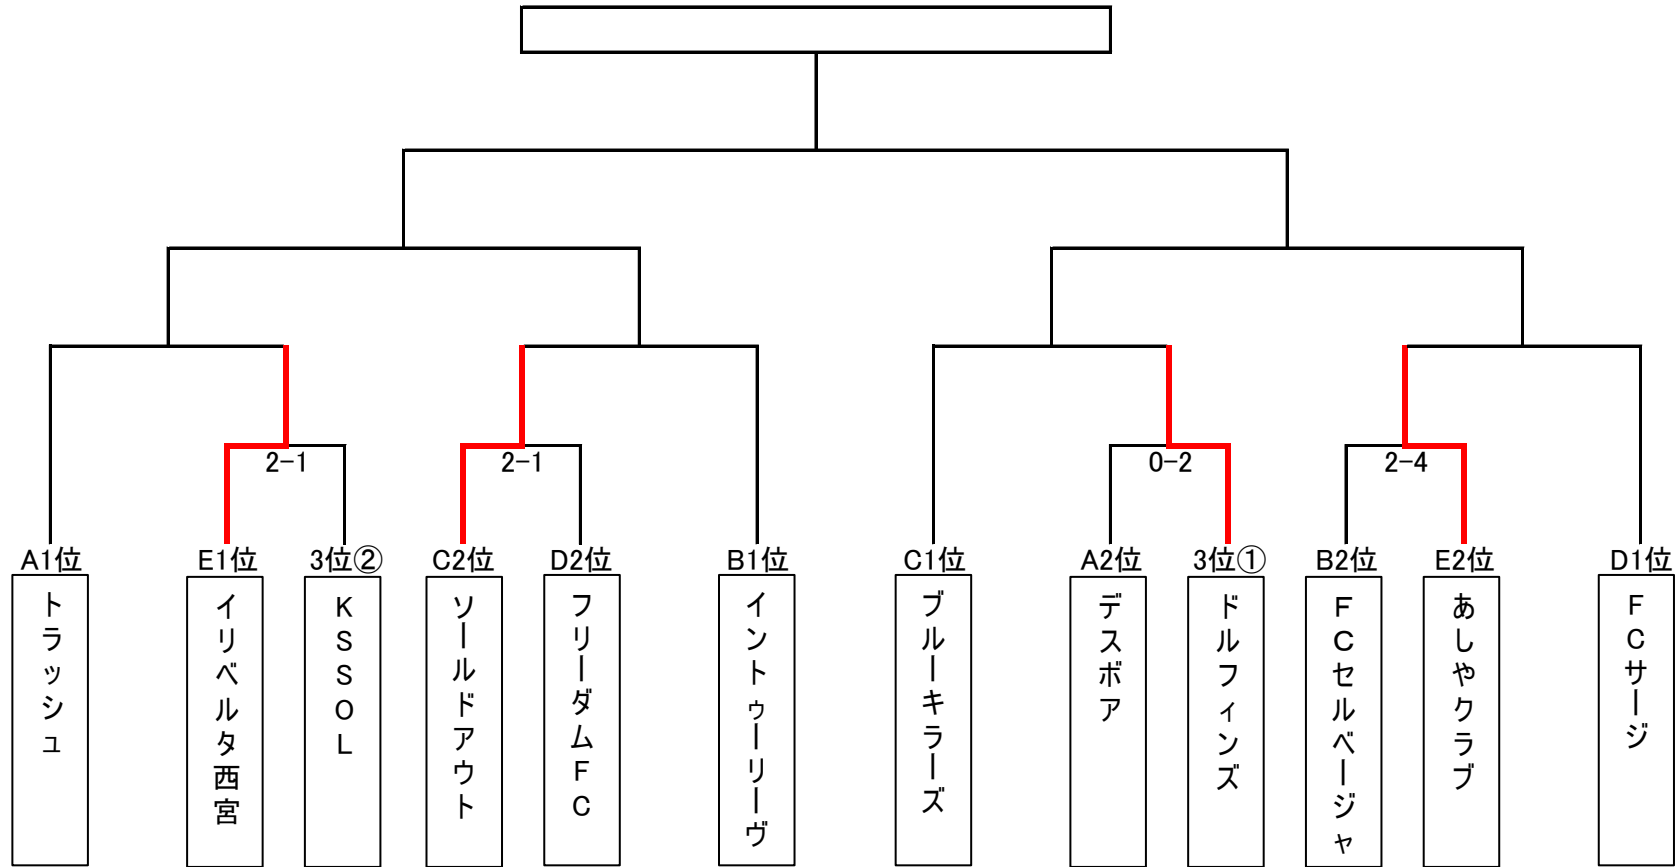 2-1
2-1
0-2
2-4
A1位
E1位
3位②
C2位
D2位
B1位
C1位
A2位
3位①
B2位
E2位
D1位
トラッシュ
イリベルタ西宮
KSSOL
ソールドアウト
フリーダムFC
イントゥーリーヴ
ブルーキラーズ
デスボア
ドルフィンズ
FCセルベージャ
あしやクラブ
FCサージ